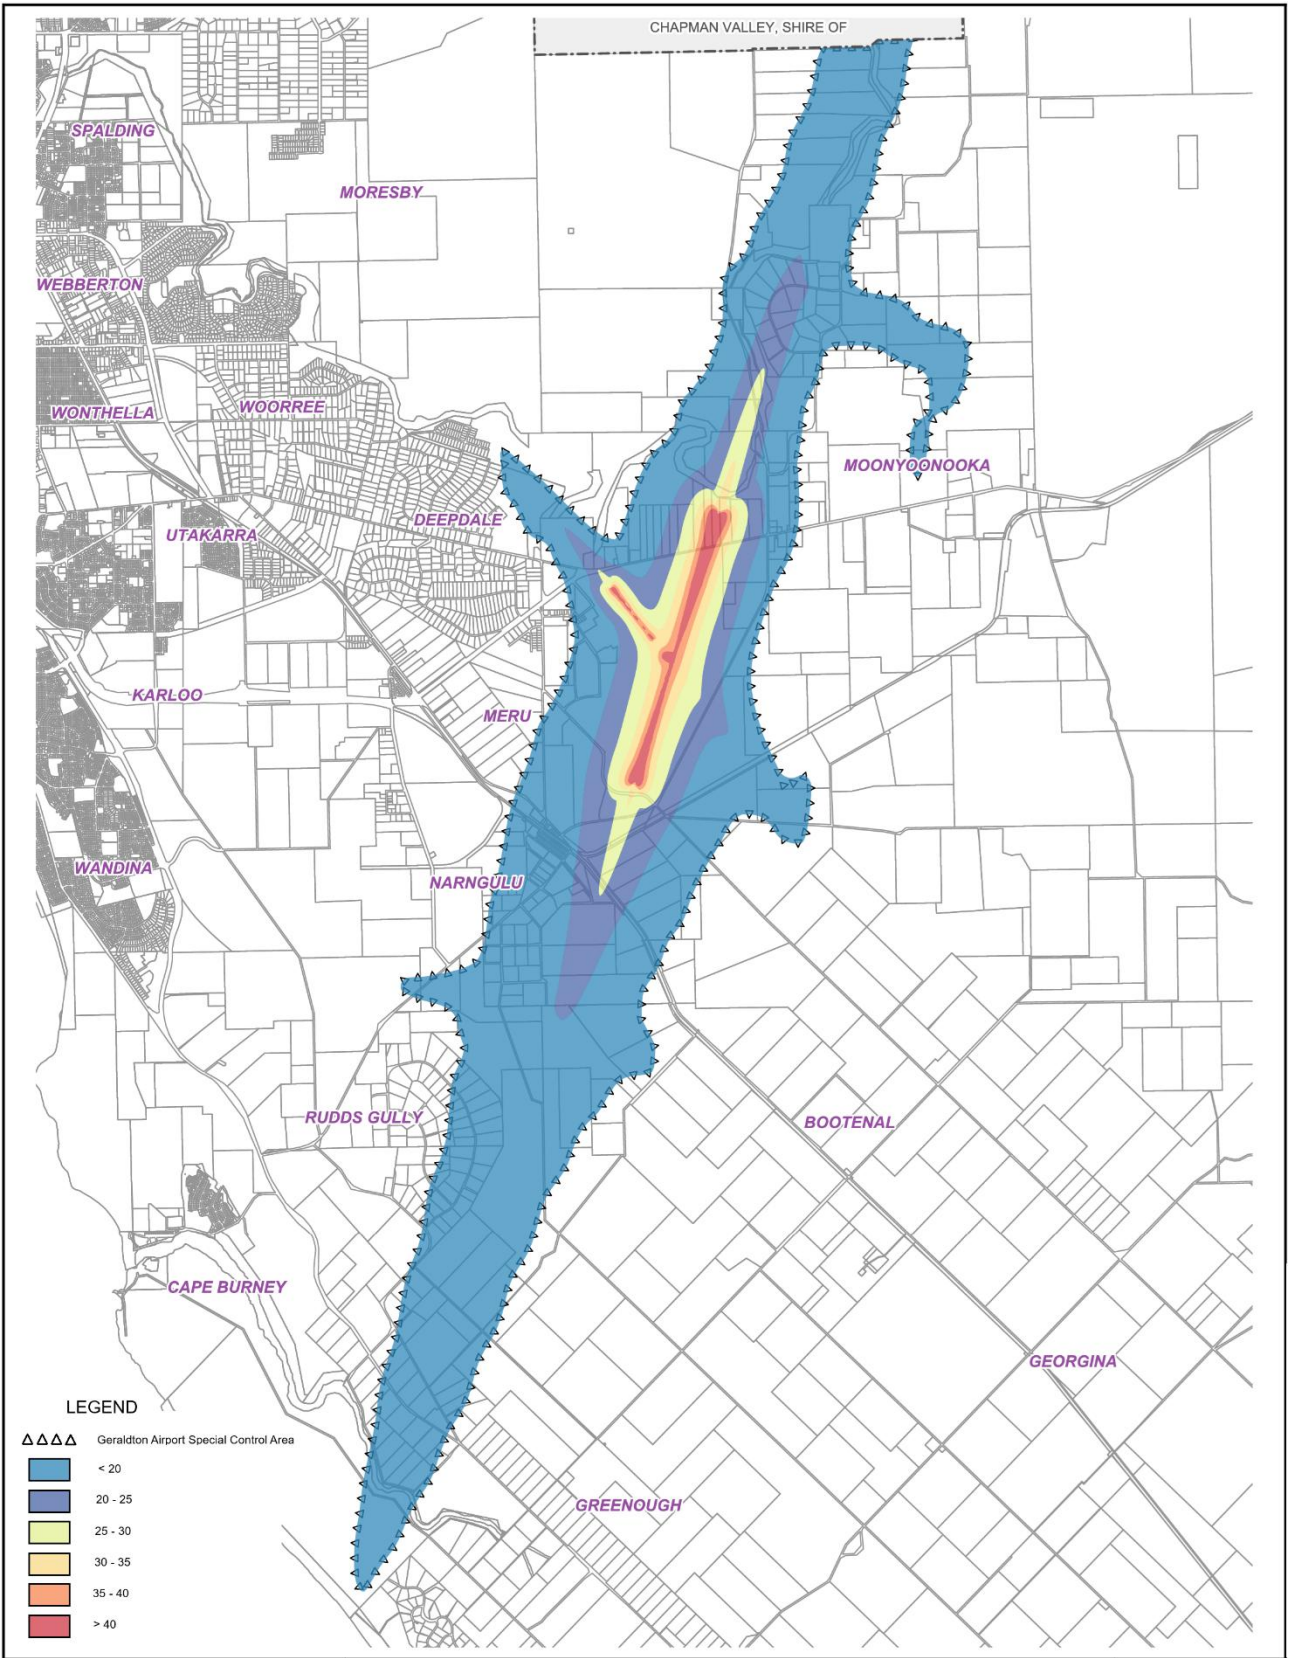 CHAPMAN VALLEY, SHIRE OF
SPALDING
MORESBY
WEBBERTON
WONTHELLA
WOORREE
MOONYOONOOKA
DEEPDALE
UTAKARRA
KARLOO
MERU
WANDINA
NARNGULU
RUDDS GULLY
BOOTENAL
CAPE BURNEY
GEORGINA
GREENOUGH
LEGEND
Geraldton Airport Special Control Area
< 20
20 - 25
25 - 30
30 - 35
35 - 40
> 40